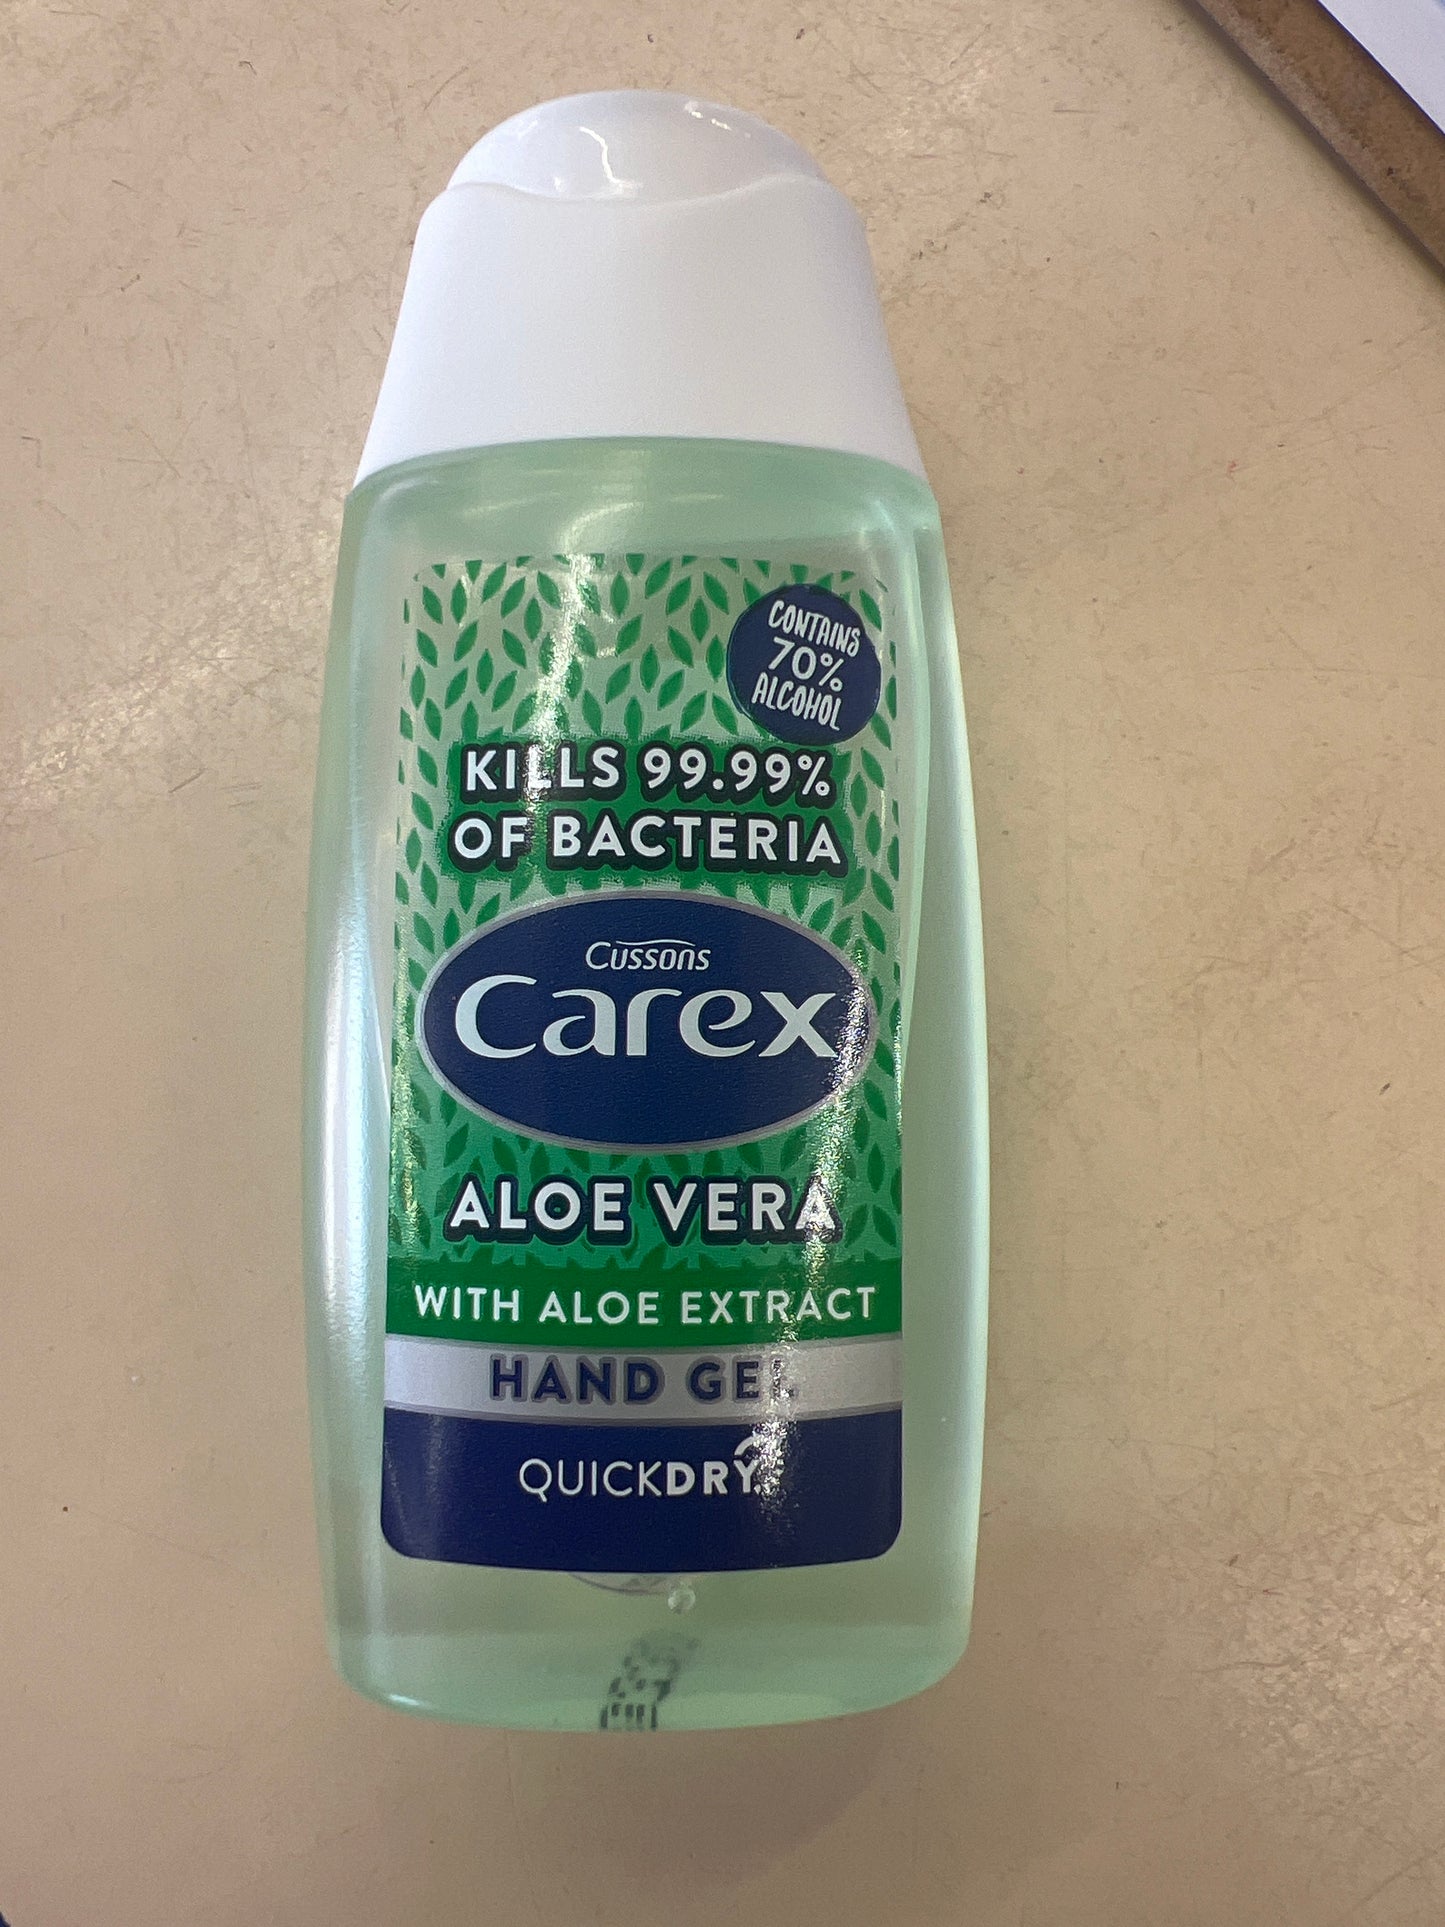 CONTAINS
70%
ALCOHOL
KILLS 99.99%
OF BACTERIA
Cussons
Carex
ALOE VERA
WITH ALOE EXTRACT
HAND GEL
QUICKDRY